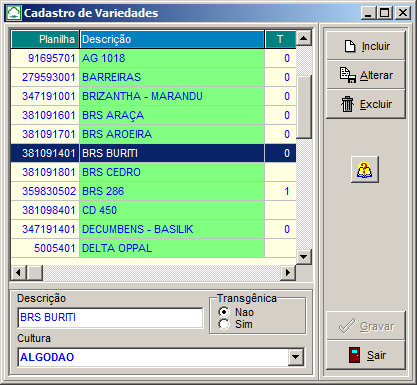 Cadastro de Variedades
Planilha Descrição T
91695701 AG 1018 0
279593001 BARREIRAS 0
347191001 BRIZANTHA - MARANDU 0
381091601 BRS ARAÇA 0
381091701 BRS AROEIRA 0
381091401 BRS BURITI 0
381091801 BRS CEDRO
359830502 BRS 286 1
381098401 CD 450
347191401 DECUMBENS - BASILIK 0
5005401 DELTA OPPAL
Incluir
Alterar
Excluir
Descrição
BRS BURITI
Transgênica
Nao
Sim
Cultura
ALGODAO
Gravar
Sair